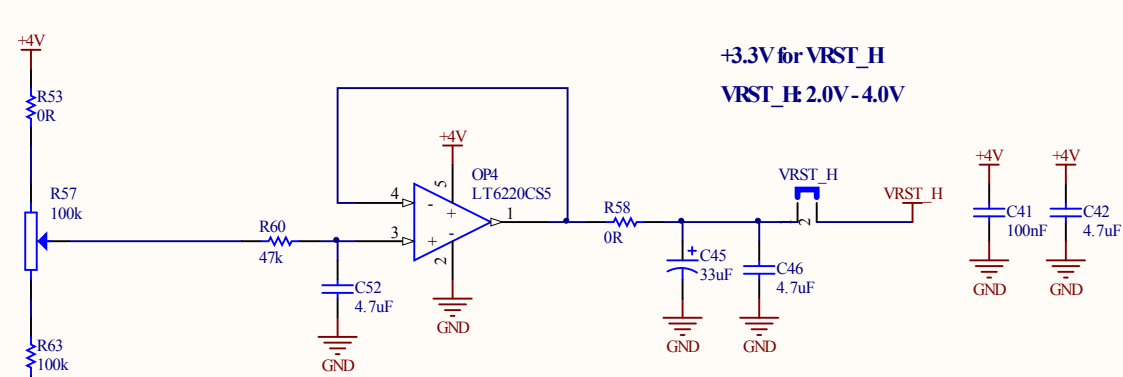 +4V
R53
0R
R57
100k
R63
100k
R60
47k
C52
4.7uF
GND
+4V
OP4
LT6220CS5
4
3
5
2
1
-
+
+
-
GND
R58
0R
+3.3V for VRST_H
VRST_H: 2.0V - 4.0V
+
C45
33uF
GND
C46
4.7uF
GND
VRST_H
2
VRST_H
+4V
C41
100nF
GND
+4V
C42
4.7uF
GND